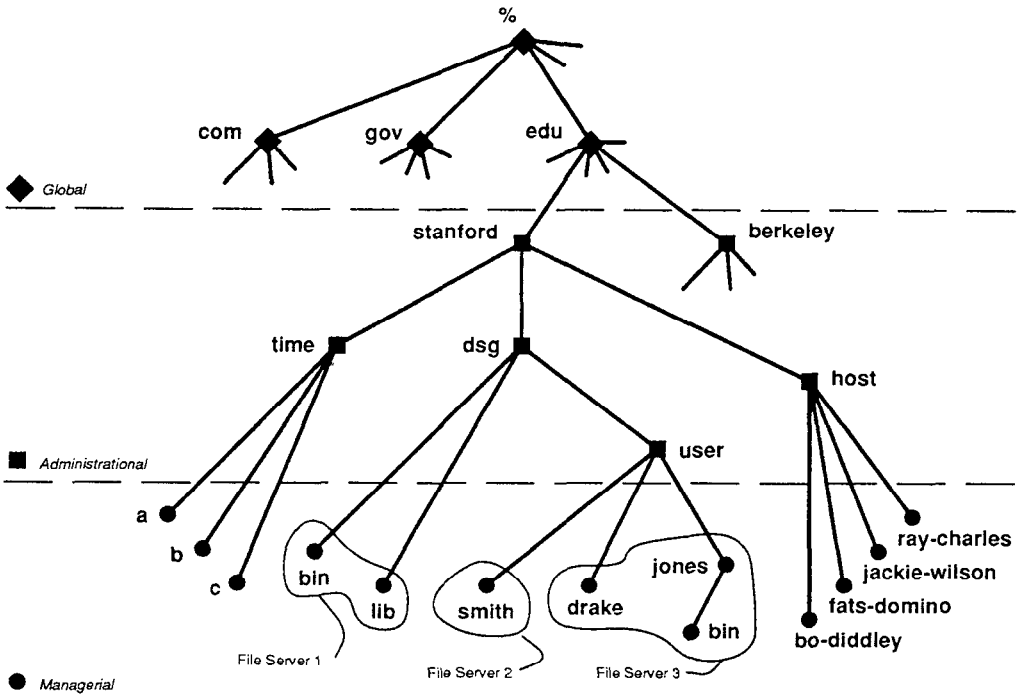 %
com
gov
edu
Global
stanford
berkeley
time
dsg
host
user
Administrational
a
b
c
bin
lib
smith
drake
jones
bin
ray-charles
jackie-wilson
fats-domino
bo-diddley
File Server 1
File Server 2
File Server 3
Managerial